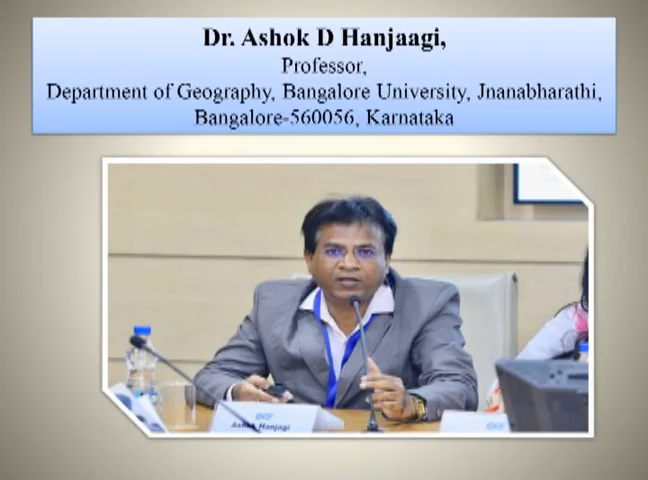 Dr. Ashok D Hanjaagi,
Professor,
Department of Geography, Bangalore University, Jnanabharathi,
Bangalore-560056, Karnataka
Ashok Hanjagi